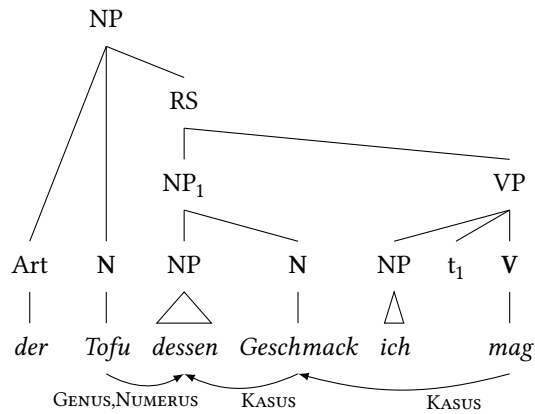 NP
RS
NP₁ VP
Art N NP N NP t₁ V
der Tofu dessen Geschmack ich mag
Genus,Numerus Kasus Kasus